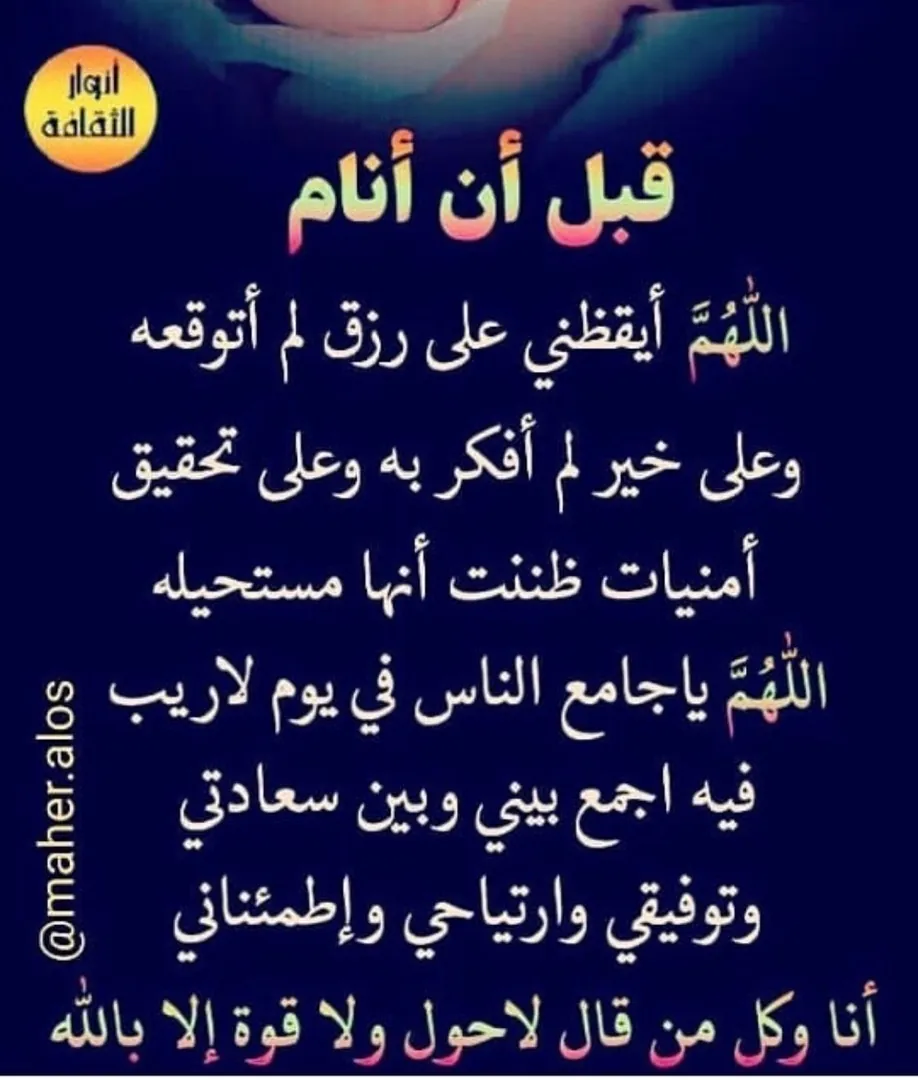 انوار
الثقافة
قبل أن أنام
اللّٰهُمَّ أيقظني على رزق لم أتوقعه
وعلى خير لم أفكر به وعلى تحقيق
أمنيات ظننت أنها مستحيله
اللّٰهُمَّ ياجامع الناس في يوم لاريب
فيه اجمع بيني وبين سعادتي
وتوفيقي وارتياحي وإطمئناني
أنا وكل من قال لاحول ولا قوة إلا بالله
@maher.alos